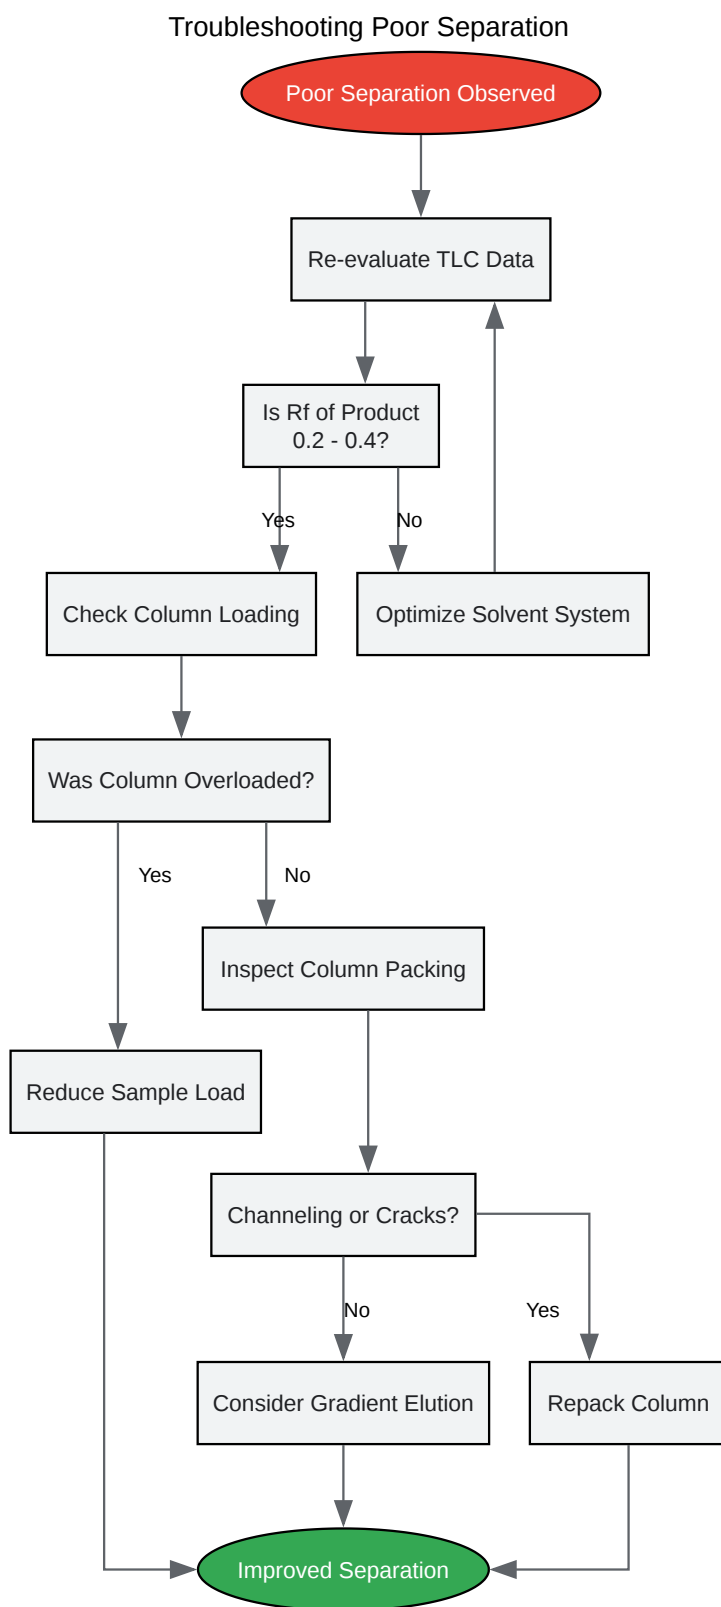 Troubleshooting Poor Separation
Poor Separation Observed
Re-evaluate TLC Data
Is Rf of Product
0.2 - 0.4?
Yes
No
Check Column Loading
Optimize Solvent System
Was Column Overloaded?
Yes
No
Inspect Column Packing
Reduce Sample Load
Channeling or Cracks?
No
Yes
Consider Gradient Elution
Repack Column
Improved Separation